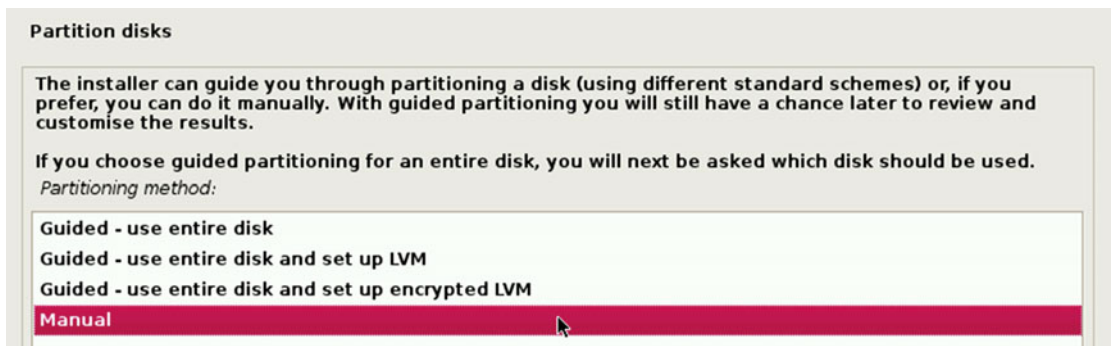 Partition disks
The installer can guide you through partitioning a disk (using different standard schemes) or, if you
prefer, you can do it manually. With guided partitioning you will still have a chance later to review and
customise the results.
If you choose guided partitioning for an entire disk, you will next be asked which disk should be used.
Partitioning method:
Guided - use entire disk
Guided - use entire disk and set up LVM
Guided - use entire disk and set up encrypted LVM
Manual